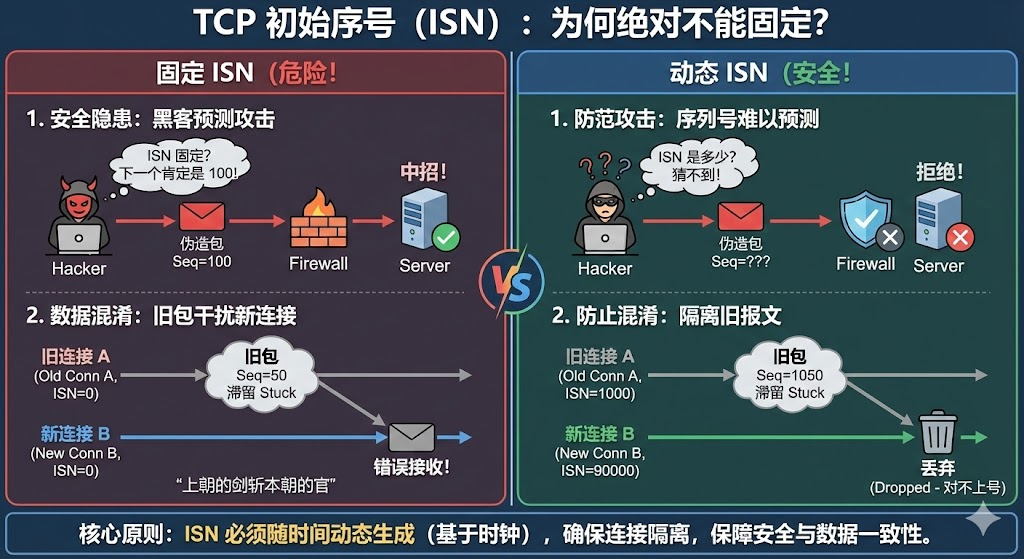 TCP 初始序号（ISN）：为何绝对不能固定？
固定 ISN（危险！
1. 安全隐患：黑客预测攻击
ISN 固定？
下一个肯定是 100!
中招！
伪造包
Seq=100
Hacker
Firewall
Server
2. 数据混淆：旧包干扰新连接
旧连接 A
(Old Conn A,
ISN=0)
旧包
Seq=50
滞留 Stuck
新连接 B
(New Conn B,
ISN=0)
错误接收！
“上朝的剑斩本朝的官”
VS
动态 ISN（安全！
1. 防范攻击：序列号难以预测
? ? ?
ISN 是多少？
猜不到！
拒绝！
伪造包
Seq=???
Hacker
Firewall
Server
2. 防止混淆：隔离旧报文
旧连接 A
(Old Conn A,
ISN=1000)
旧包
Seq=1050
滞留 Stuck
新连接 B
(New Conn B,
ISN=90000)
丢弃
(Dropped - 对不上号)
核心原则：ISN 必须随时间动态生成（基于时钟），确保连接隔离，保障安全与数据一致性。